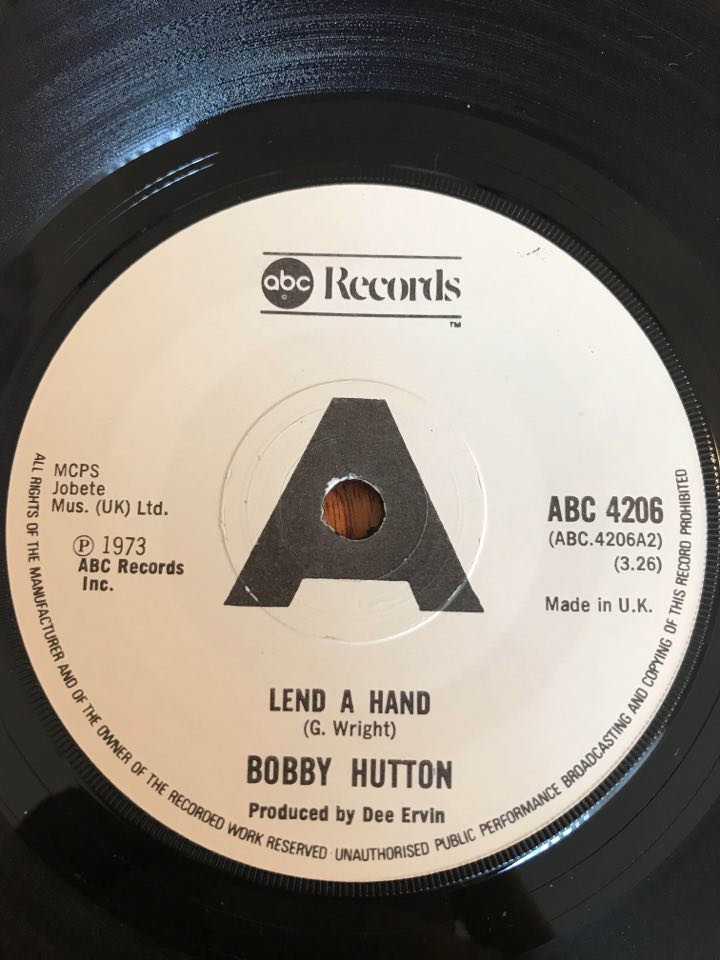 abc Records
©
TM
A
MCPS
Jobete
Mus. (UK) Ltd.
Ⓟ 1973
ABC Records
Inc.
ABC 4206
(ABC.4206A2)
(3.26)
Made in U.K.
LEND A HAND
(G. Wright)
BOBBY HUTTON
Produced by Dee Ervin
ALL RIGHTS OF THE MANUFACTURER AND OF THE OWNER OF THE RECORDED WORK RESERVED · UNAUTHORISED PUBLIC PERFORMANCE BROADCASTING AND COPYING OF THIS RECORD PROHIBITED